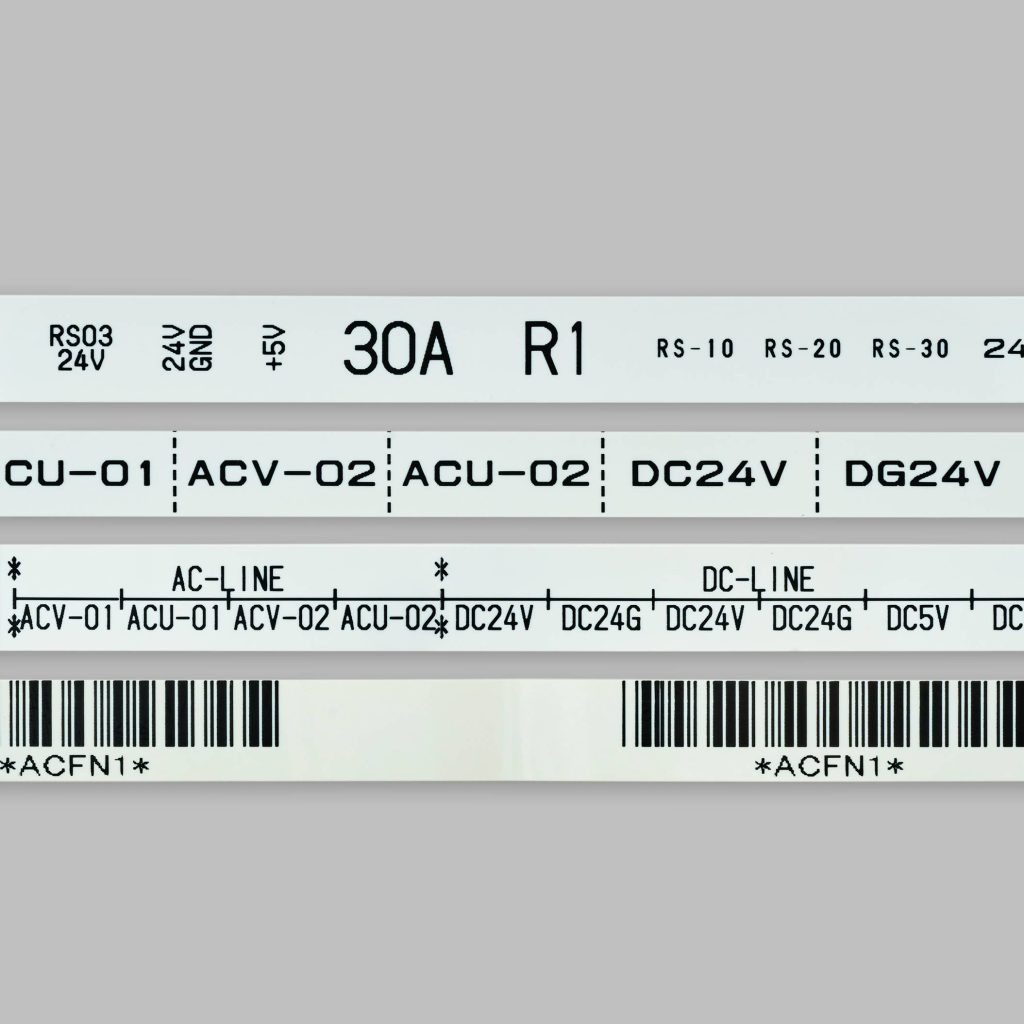 RS03
24V
24V
GND
+5V
30A R1 RS-10 RS-20 RS-30 24
CU-01 ACV-02 ACU-02 DC24V DG24V
* AC-LINE * DC-LINE
*ACV-01 ACU-01 ACV-02 ACU-02* DC24V DC24G DC24V DC24G DC5V DC
*ACFN1* *ACFN1*